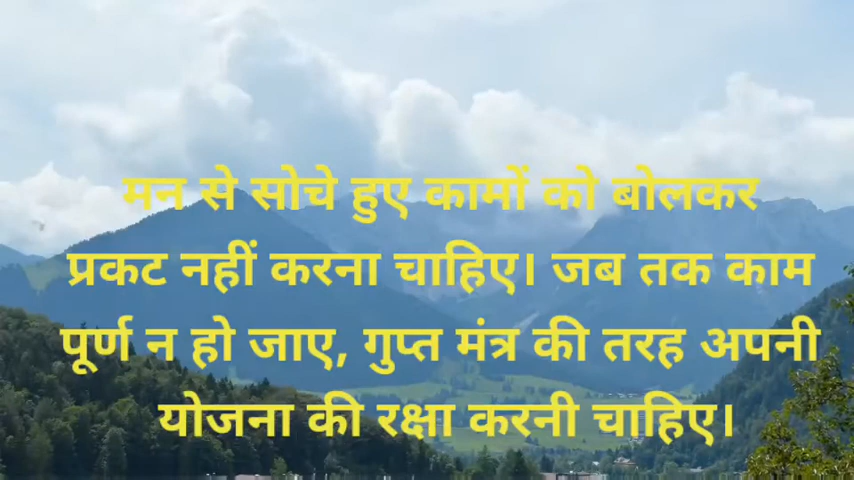 मन से सोचे हुए कामों को बोलकर
प्रकट नहीं करना चाहिए। जब तक काम
पूर्ण न हो जाए, गुप्त मंत्र की तरह अपनी
योजना की रक्षा करनी चाहिए।